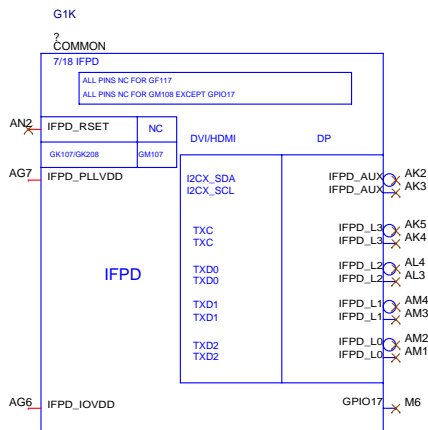 G1K
?
COMMON
7/18 IFPD
ALL PINS NC FOR GF117
ALL PINS NC FOR GM108 EXCEPT GPIO17
AN2 IFPD_RSET NC
GK107/GK208 GM107
DVI/HDMI DP
AG7 IFPD_PLLVDD
I2CX_SDA IFPD_AUX AK2
I2CX_SCL IFPD_AUX AK3
TXC IFPD_L3 AK5
TXC IFPD_L3 AK4
IFPD
TXD0 IFPD_L2 AL4
TXD0 IFPD_L2 AL3
TXD1 IFPD_L1 AM4
TXD1 IFPD_L1 AM3
TXD2 IFPD_L0 AM2
TXD2 IFPD_L0 AM1
AG6 IFPD_IOVDD GPIO17 M6